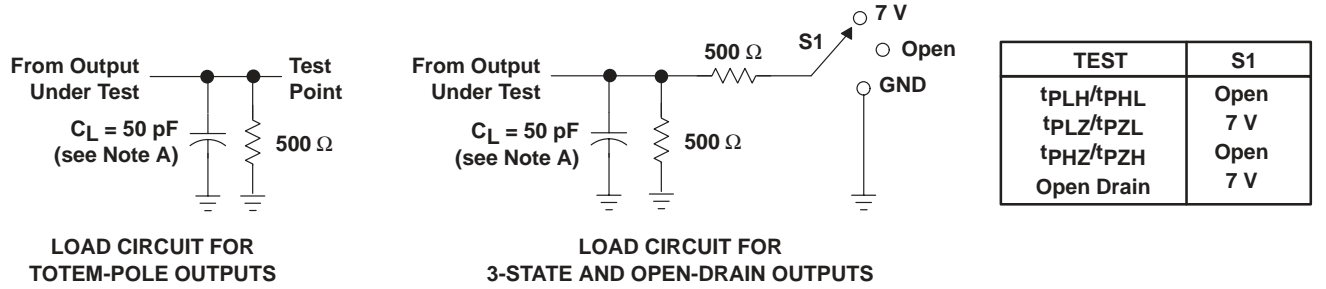 From Output
Under Test
Test
Point
CL = 50 pF
(see Note A)
500 Ω
LOAD CIRCUIT FOR
TOTEM-POLE OUTPUTS
From Output
Under Test
500 Ω
S1
7 V
Open
GND
CL = 50 pF
(see Note A)
500 Ω
LOAD CIRCUIT FOR
3-STATE AND OPEN-DRAIN OUTPUTS
TEST S1
tPLH/tPHL Open
tPLZ/tPZL 7 V
tPHZ/tPZH Open
Open Drain 7 V